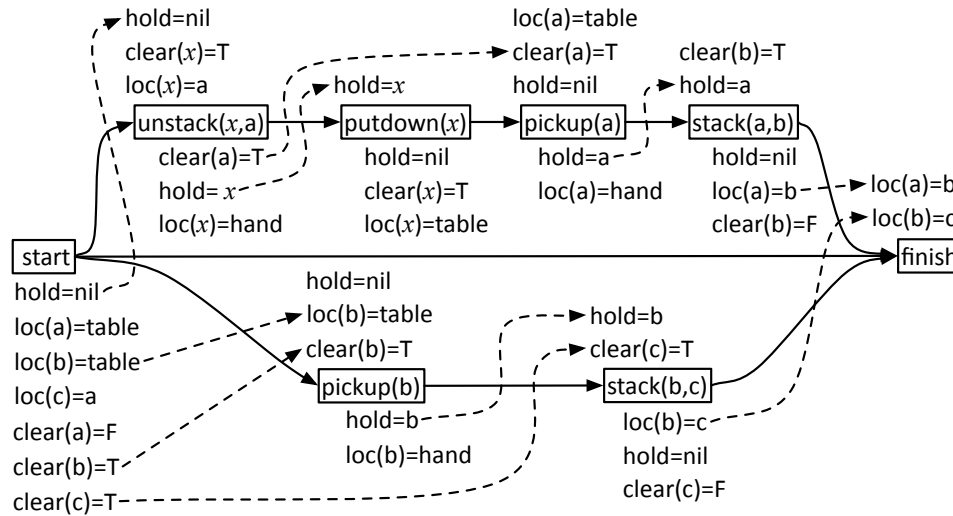 hold=nil
clear(x)=T
loc(x)=a
unstack(x,a)
clear(a)=T
hold= x
loc(x)=hand
hold=x
putdown(x)
hold=nil
clear(x)=T
loc(x)=table
loc(a)=table
clear(a)=T
hold=nil
pickup(a)
hold=a
loc(a)=hand
clear(b)=T
hold=a
stack(a,b)
hold=nil
loc(a)=b
clear(b)=F
loc(a)=b
loc(b)=c
finish
start
hold=nil
loc(a)=table
loc(b)=table
loc(c)=a
clear(a)=F
clear(b)=T
clear(c)=T
hold=nil
loc(b)=table
clear(b)=T
pickup(b)
hold=b
loc(b)=hand
hold=b
clear(c)=T
stack(b,c)
loc(b)=c
hold=nil
clear(c)=F